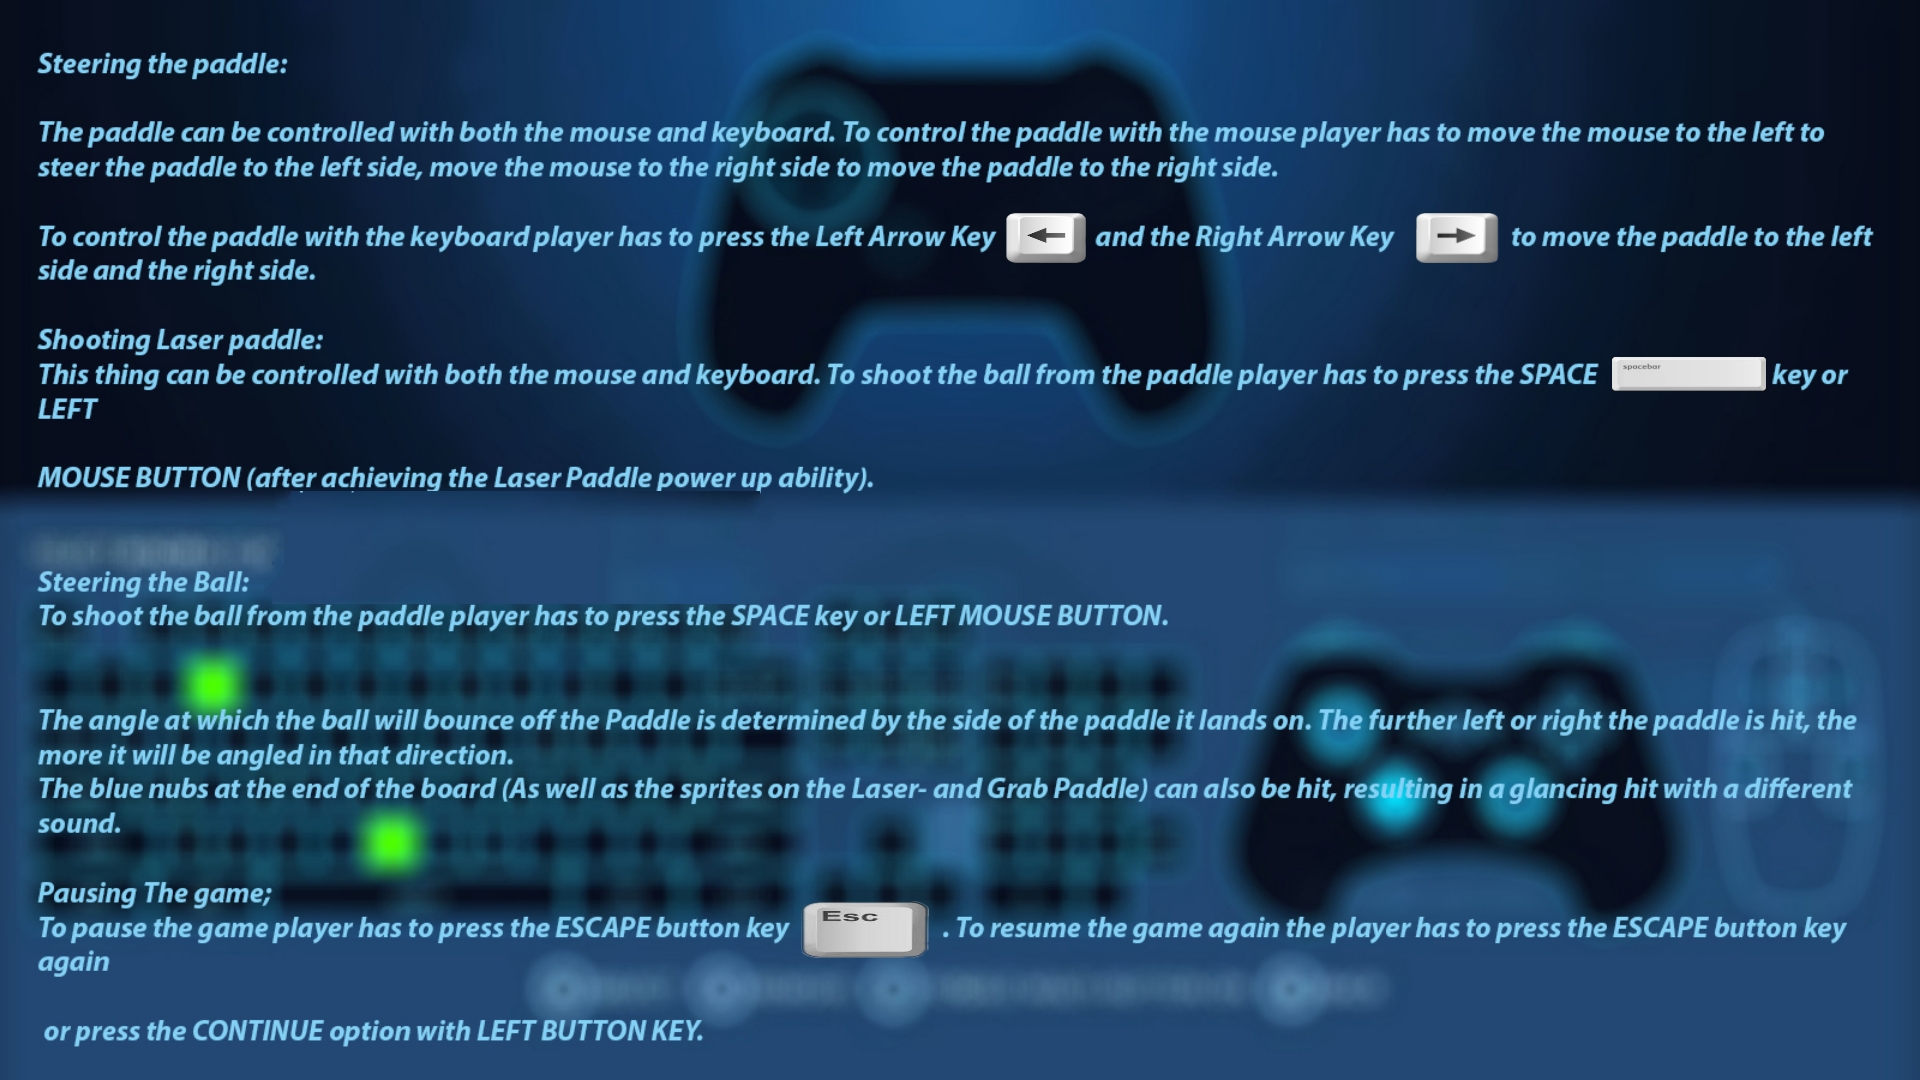 Steering the paddle:
The paddle can be controlled with both the mouse and keyboard. To control the paddle with the mouse player has to move the mouse to the left to
steer the paddle to the left side, move the mouse to the right side to move the paddle to the right side.
To control the paddle with the keyboard player has to press the Left Arrow Key and the Right Arrow Key to move the paddle to the left
side and the right side.
Shooting Laser paddle:
This thing can be controlled with both the mouse and keyboard. To shoot the ball from the paddle player has to press the SPACE spacebar key or
LEFT
MOUSE BUTTON (after achieving the Laser Paddle power up ability).
Steering the Ball:
To shoot the ball from the paddle player has to press the SPACE key or LEFT MOUSE BUTTON.
The angle at which the ball will bounce off the Paddle is determined by the side of the paddle it lands on. The further left or right the paddle is hit, the
more it will be angled in that direction.
The blue nubs at the end of the board (As well as the sprites on the Laser- and Grab Paddle) can also be hit, resulting in a glancing hit with a different
sound.
Pausing The game;
To pause the game player has to press the ESCAPE button key Esc . To resume the game again the player has to press the ESCAPE button key
again
or press the CONTINUE option with LEFT BUTTON KEY.